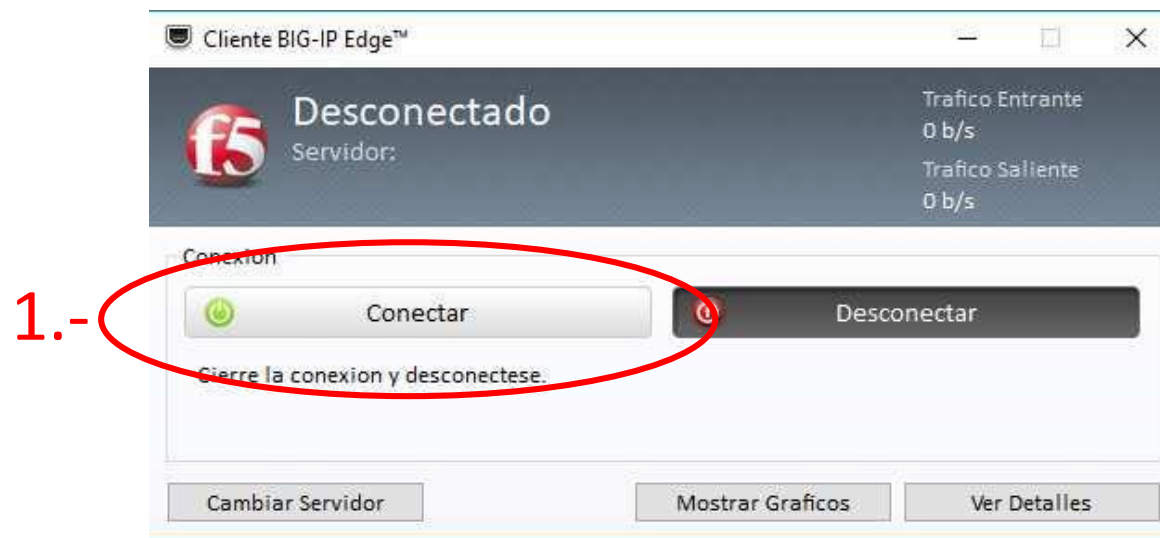 Cliente BIG-IP Edge™
f5
Desconectado
Servidor:
Trafico Entrante
0 b/s
Trafico Saliente
0 b/s
Conexion
1.-
Conectar
Desconectar
Cierre la conexion y desconectese.
Cambiar Servidor
Mostrar Graficos
Ver Detalles